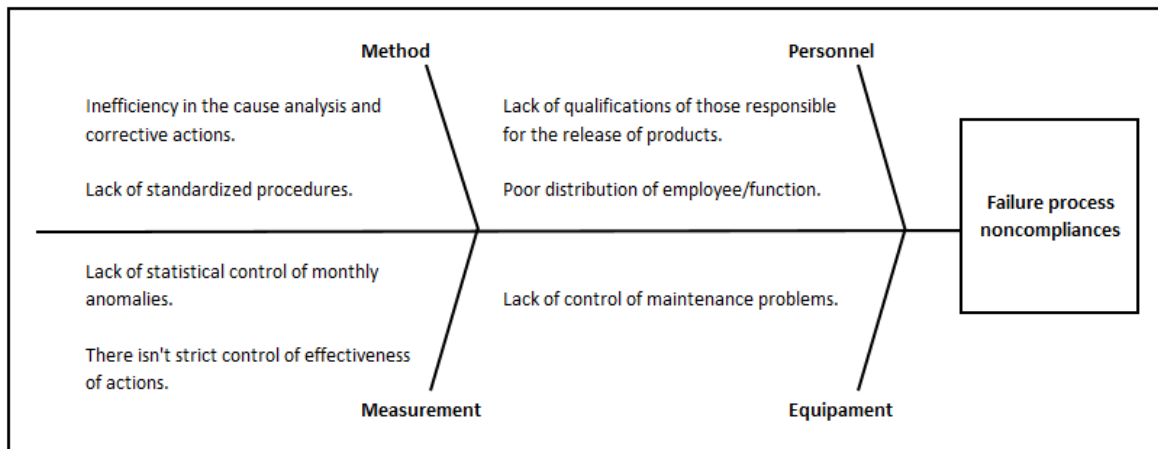 Method
Inefficiency in the cause analysis and
corrective actions.
Lack of standardized procedures.
Personnel
Lack of qualifications of those responsible
for the release of products.
Poor distribution of employee/function.
Failure process
noncompliances
Lack of statistical control of monthly
anomalies.
There isn't strict control of effectiveness
of actions.
Measurement
Lack of control of maintenance problems.
Equipament